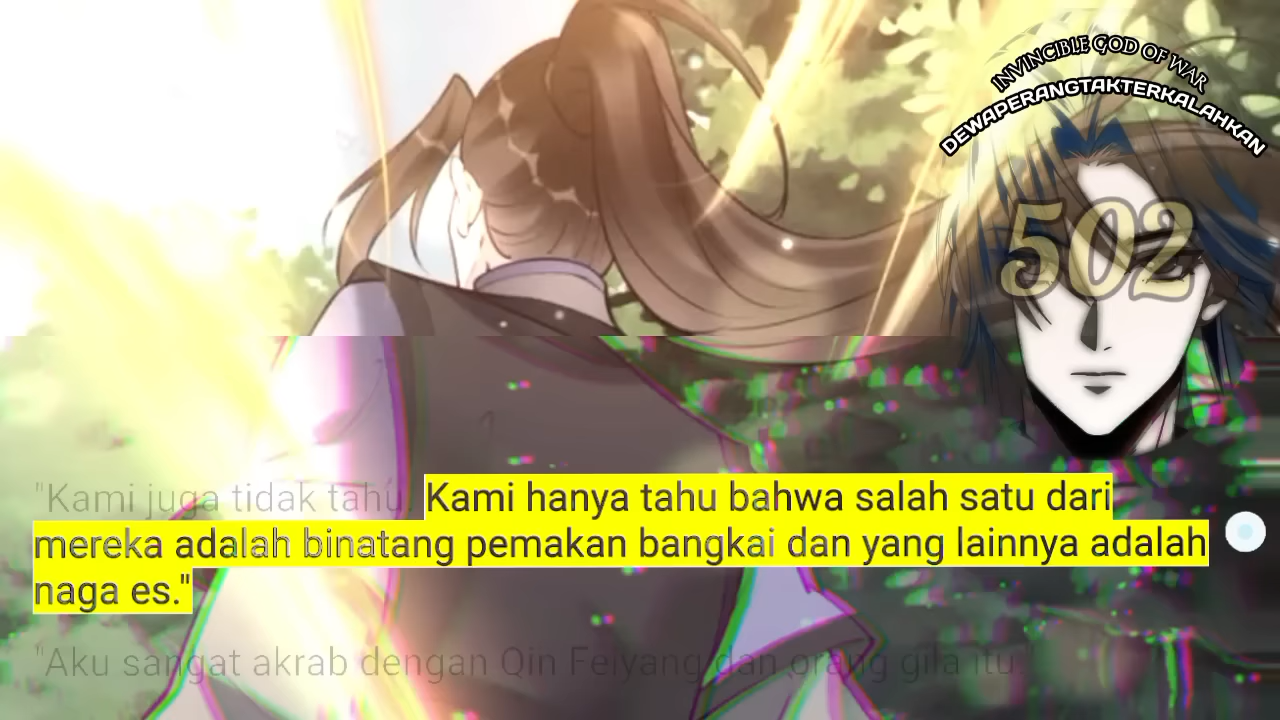 INVINCIBLE GOD OF WAR
DEWAPERANGTAKTERKALAHKAN
502
"Kami juga tidak tahu. Kami hanya tahu bahwa salah satu dari
mereka adalah binatang pemakan bangkai dan yang lainnya adalah
naga es."
"Aku sangat akrab dengan Qin Feiyang dan orang gila itu."